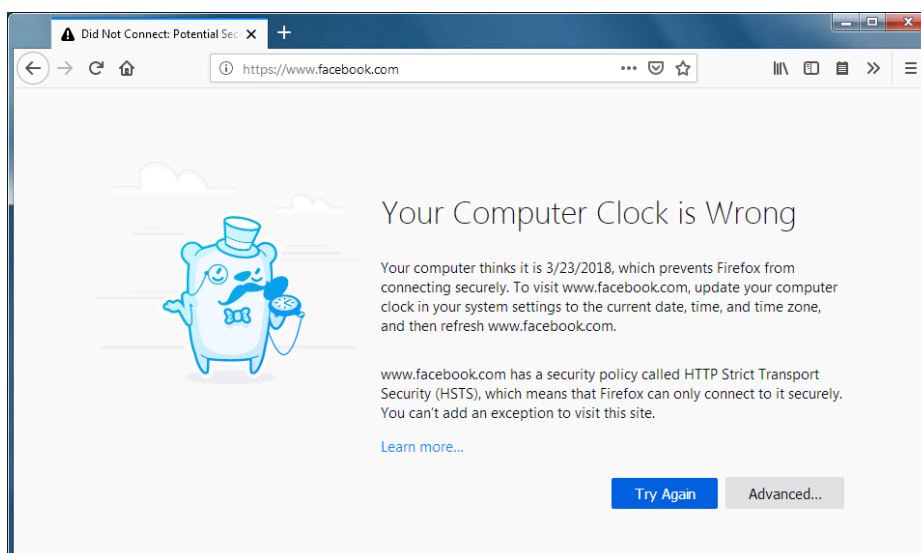 Did Not Connect: Potential Sec
https://www.facebook.com
Your Computer Clock is Wrong
Your computer thinks it is 3/23/2018, which prevents Firefox from
connecting securely. To visit www.facebook.com, update your computer
clock in your system settings to the current date, time, and time zone,
and then refresh www.facebook.com.
www.facebook.com has a security policy called HTTP Strict Transport
Security (HSTS), which means that Firefox can only connect to it securely.
You can’t add an exception to visit this site.
Learn more...
Try Again
Advanced...